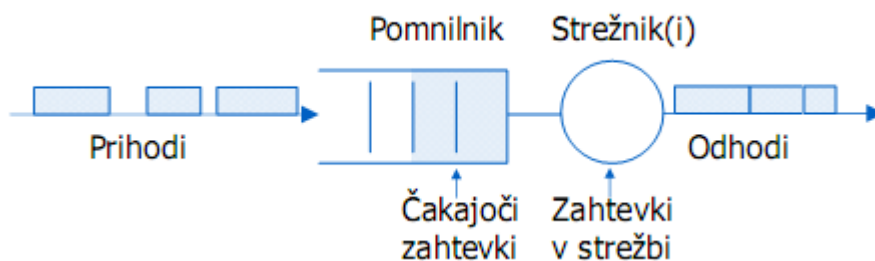 Pomnilnik
Strežnik(i)
Prihodi
Odhodi
Čakajoči
zahtevki
Zahtevki
v strežbi